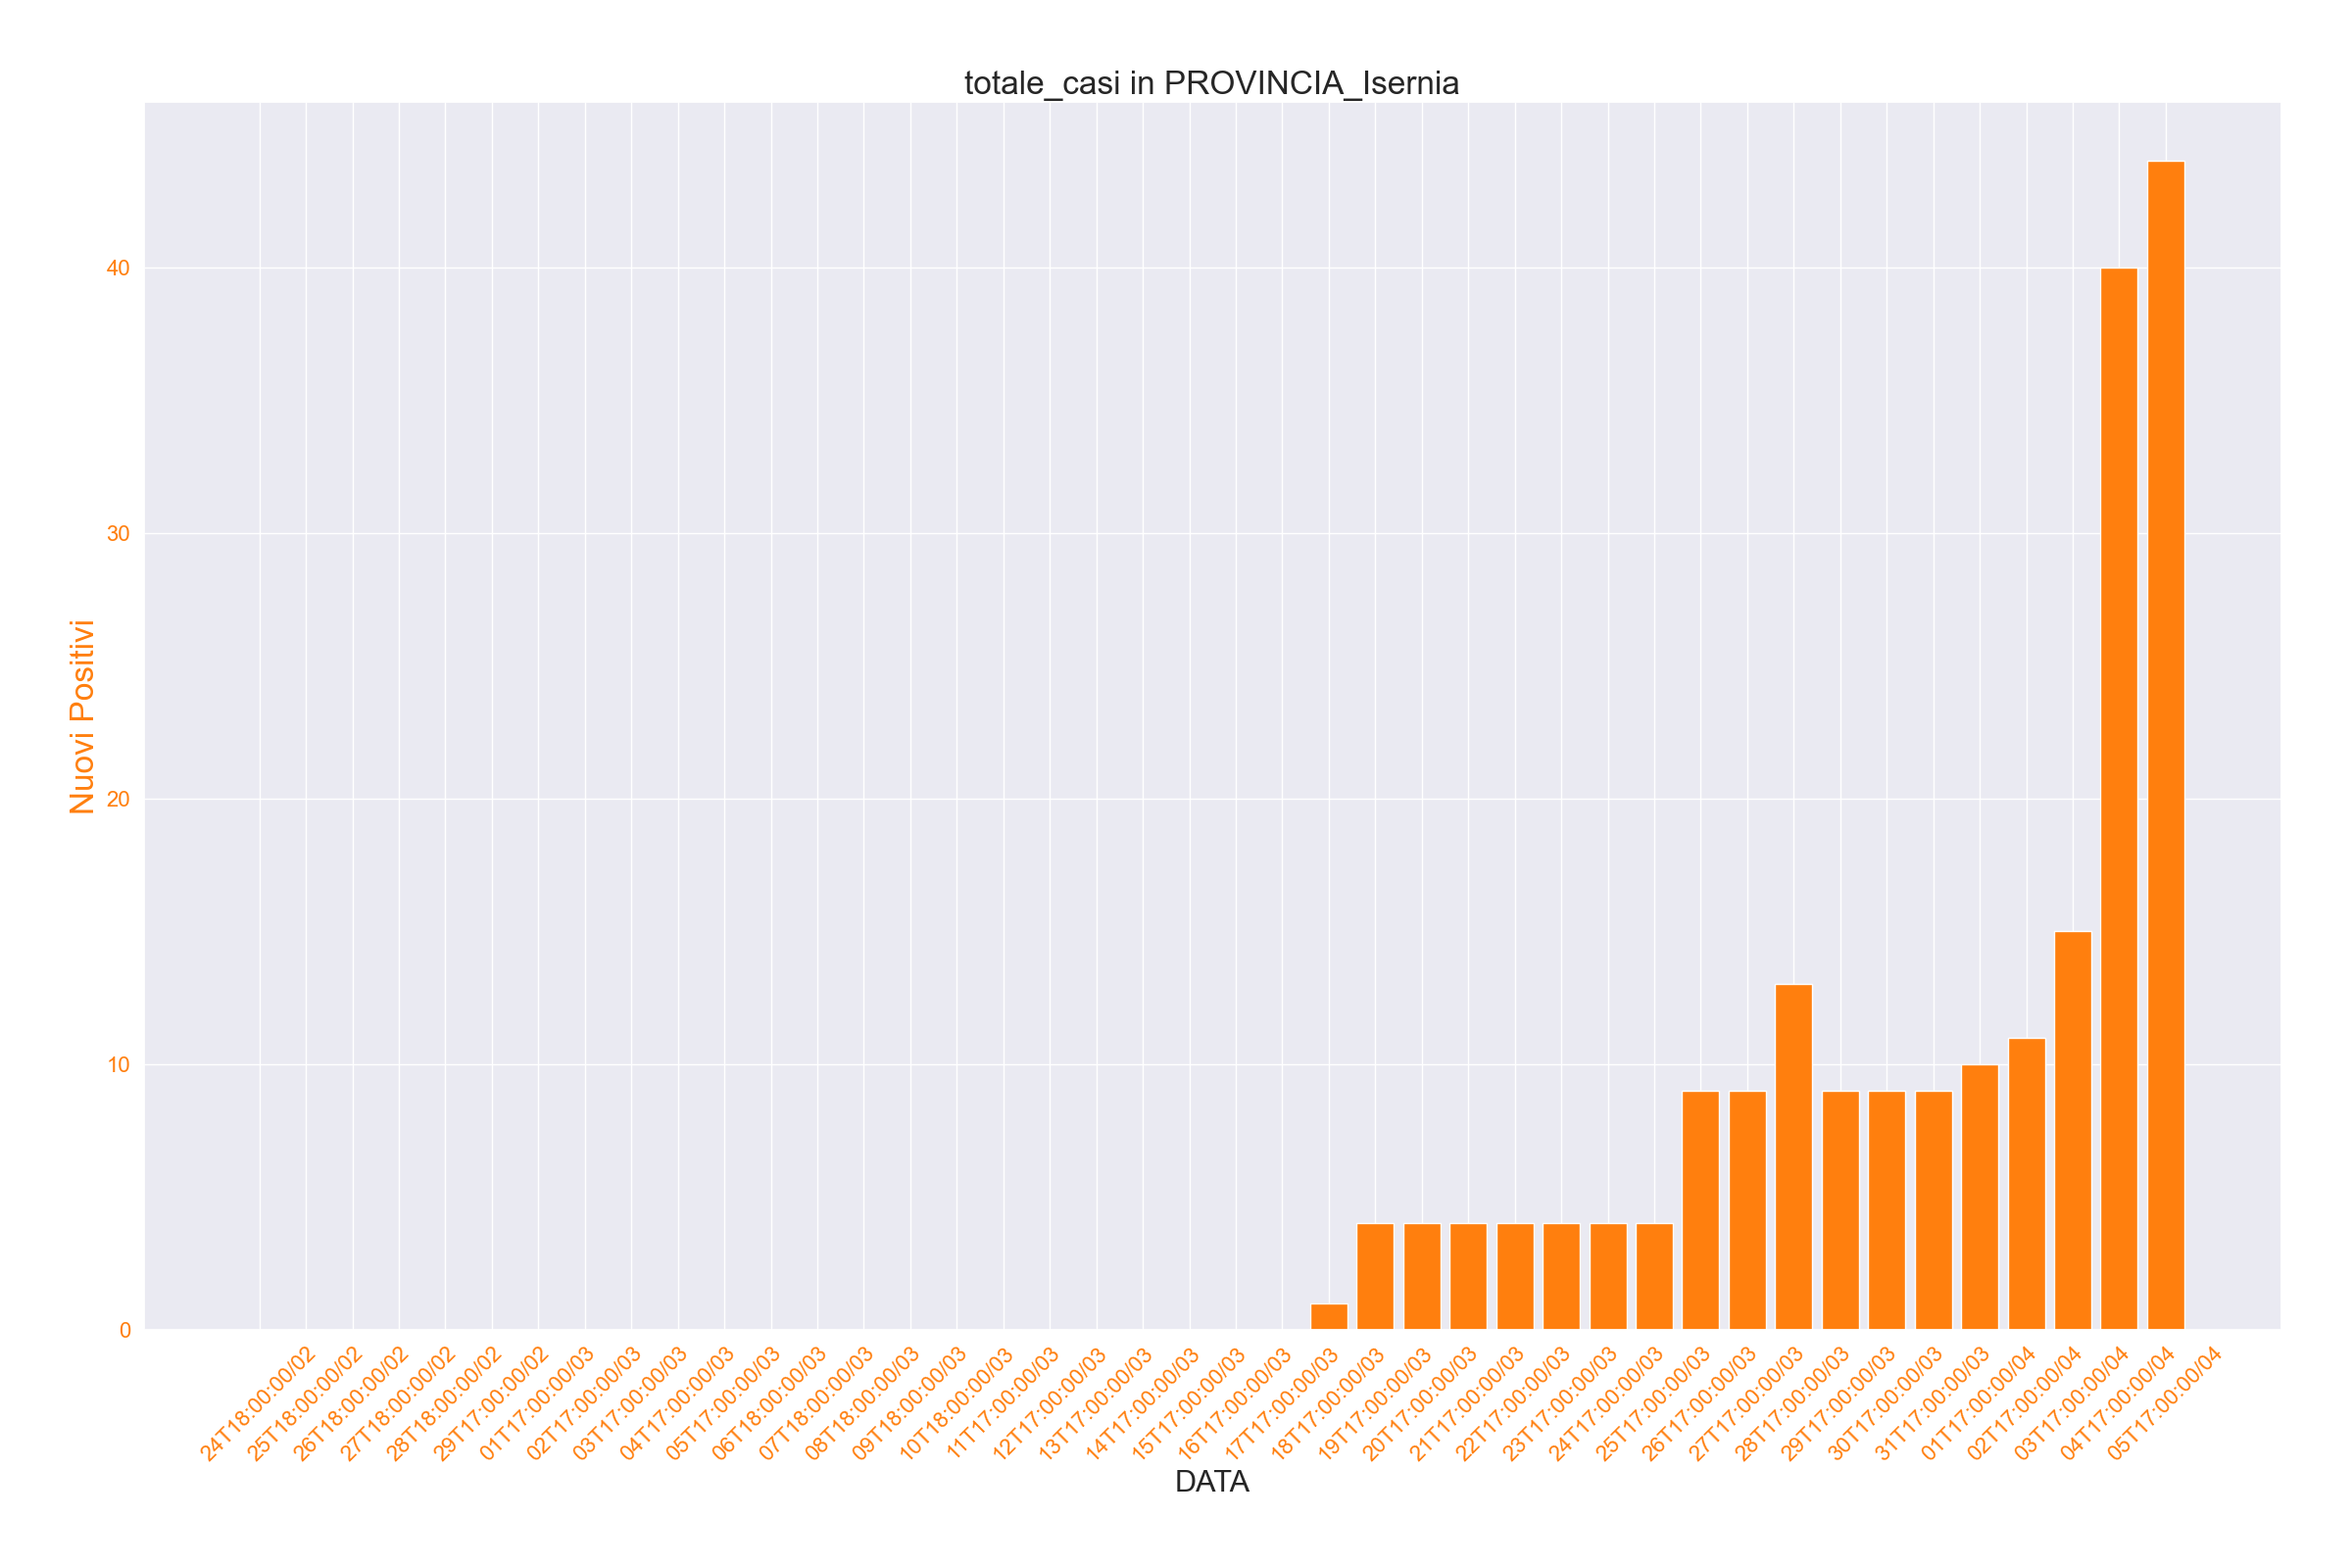 totale_casi in PROVINCIA_Isernia
Nuovi Positivi
40
30
20
10
0
24T18:00:00/02
25T18:00:00/02
26T18:00:00/02
27T18:00:00/02
28T18:00:00/02
29T17:00:00/02
01T17:00:00/03
02T17:00:00/03
03T17:00:00/03
04T17:00:00/03
05T17:00:00/03
06T18:00:00/03
07T18:00:00/03
08T18:00:00/03
09T18:00:00/03
10T18:00:00/03
11T17:00:00/03
12T17:00:00/03
13T17:00:00/03
14T17:00:00/03
15T17:00:00/03
16T17:00:00/03
17T17:00:00/03
18T17:00:00/03
19T17:00:00/03
20T17:00:00/03
21T17:00:00/03
22T17:00:00/03
23T17:00:00/03
24T17:00:00/03
25T17:00:00/03
26T17:00:00/03
27T17:00:00/03
28T17:00:00/03
29T17:00:00/03
30T17:00:00/03
31T17:00:00/03
01T17:00:00/04
02T17:00:00/04
03T17:00:00/04
04T17:00:00/04
05T17:00:00/04
DATA